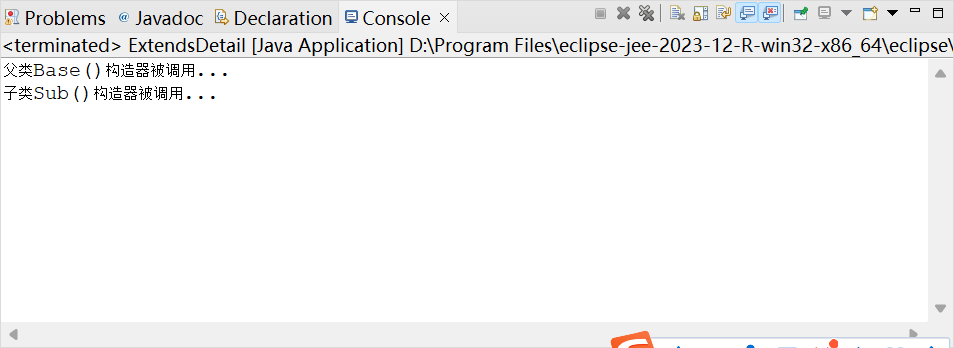 Problems @ Javadoc Declaration Console
<terminated> ExtendsDetail [Java Application] D:\Program Files\eclipse-jee-2023-12-R-win32-x86_64\eclipse\
父类Base()构造器被调用...
子类Sub()构造器被调用...